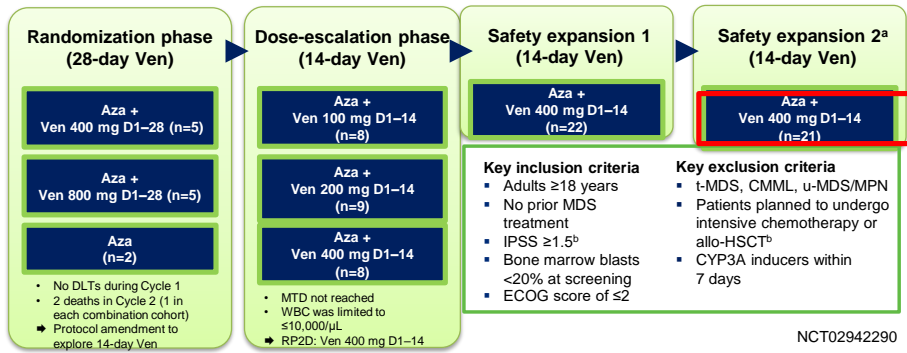 Randomization phase
(28-day Ven)
Aza +
Ven 400 mg D1–28 (n=5)
Aza +
Ven 800 mg D1–28 (n=5)
Aza
(n=2)
▪ No DLTs during Cycle 1
▪ 2 deaths in Cycle 2 (1 in
each combination cohort)
➡ Protocol amendment to
explore 14-day Ven
Dose-escalation phase
(14-day Ven)
Aza +
Ven 100 mg D1–14
(n=8)
Aza +
Ven 200 mg D1–14
(n=9)
Aza +
Ven 400 mg D1–14
(n=8)
▪ MTD not reached
▪ WBC was limited to
≤10,000/µL
➡ RP2D: Ven 400 mg D1–14
Safety expansion 1
(14-day Ven)
Aza +
Ven 400 mg D1–14
(n=22)
Safety expansion 2ᵃ
(14-day Ven)
Aza +
Ven 400 mg D1–14
(n=21)
Key inclusion criteria
▪ Adults ≥18 years
▪ No prior MDS
treatment
▪ IPSS ≥1.5ᵇ
▪ Bone marrow blasts
<20% at screening
▪ ECOG score of ≤2
Key exclusion criteria
▪ t-MDS, CMML, u-MDS/MPN
▪ Patients planned to undergo
intensive chemotherapy or
allo-HSCTᵇ
▪ CYP3A inducers within
7 days
NCT02942290